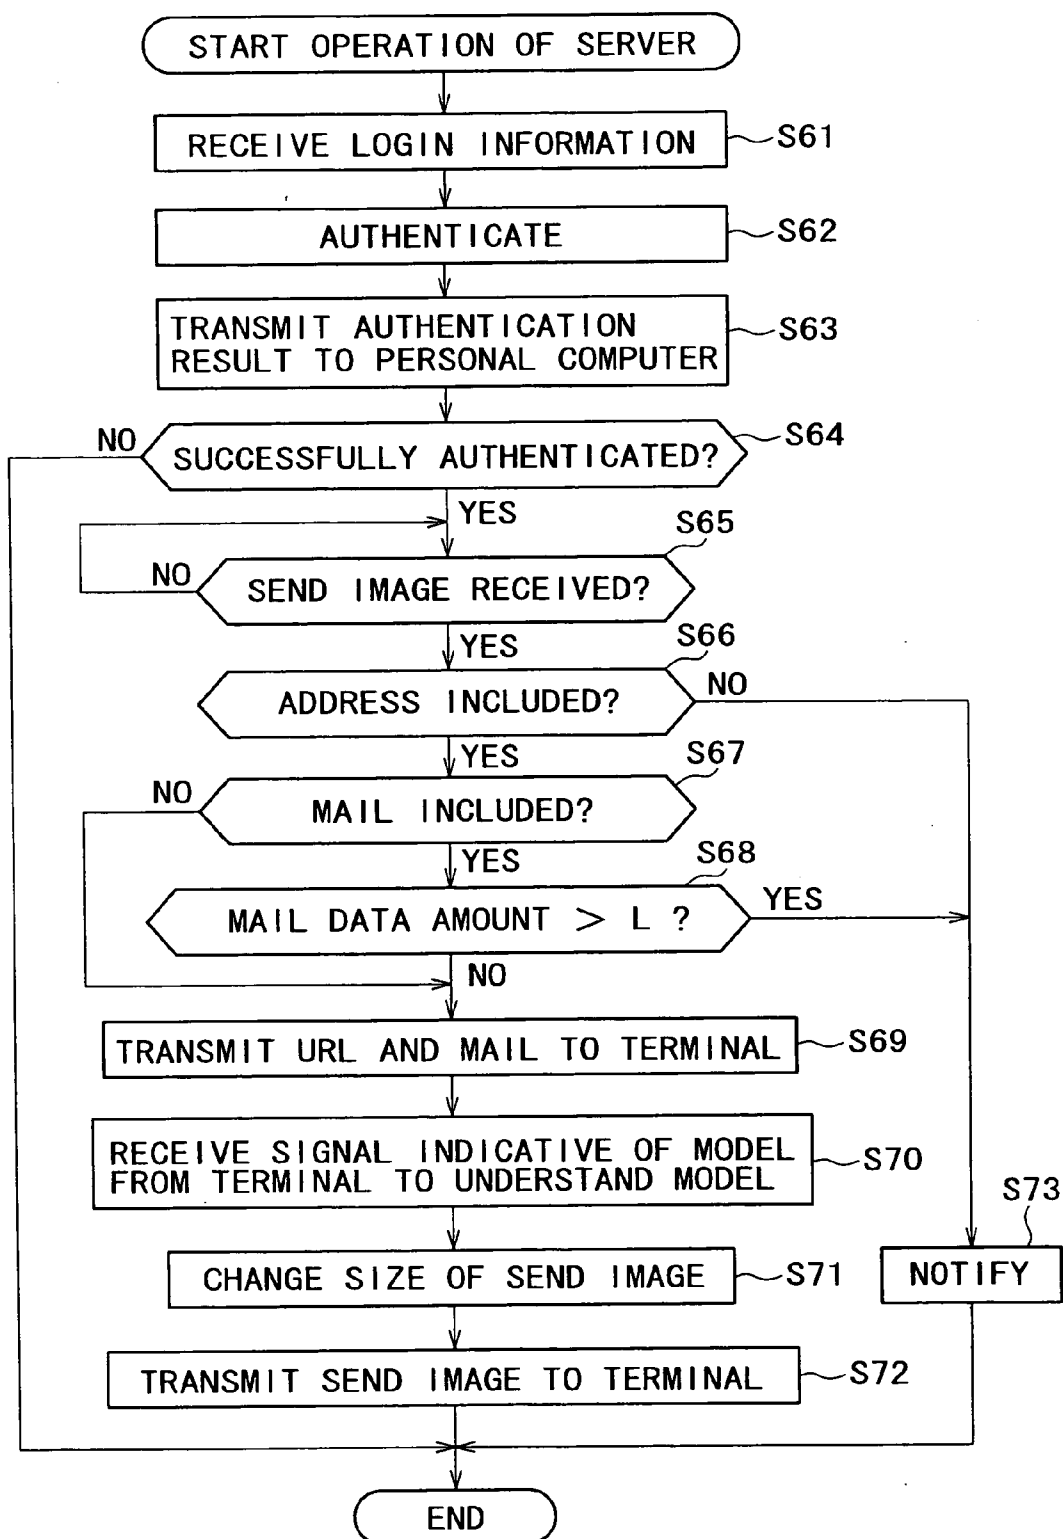 START OPERATION OF SERVER
RECEIVE LOGIN INFORMATION
S61
AUTHENTICATE
S62
TRANSMIT AUTHENTICATION
RESULT TO PERSONAL COMPUTER
S63
NO
SUCCESSFULLY AUTHENTICATED?
S64
YES
S65
NO
SEND IMAGE RECEIVED?
YES
S66
ADDRESS INCLUDED?
NO
YES
S67
NO
MAIL INCLUDED?
YES
S68
MAIL DATA AMOUNT > L ?
YES
NO
TRANSMIT URL AND MAIL TO TERMINAL
S69
RECEIVE SIGNAL INDICATIVE OF MODEL
FROM TERMINAL TO UNDERSTAND MODEL
S70
S73
CHANGE SIZE OF SEND IMAGE
S71
NOTIFY
TRANSMIT SEND IMAGE TO TERMINAL
S72
END